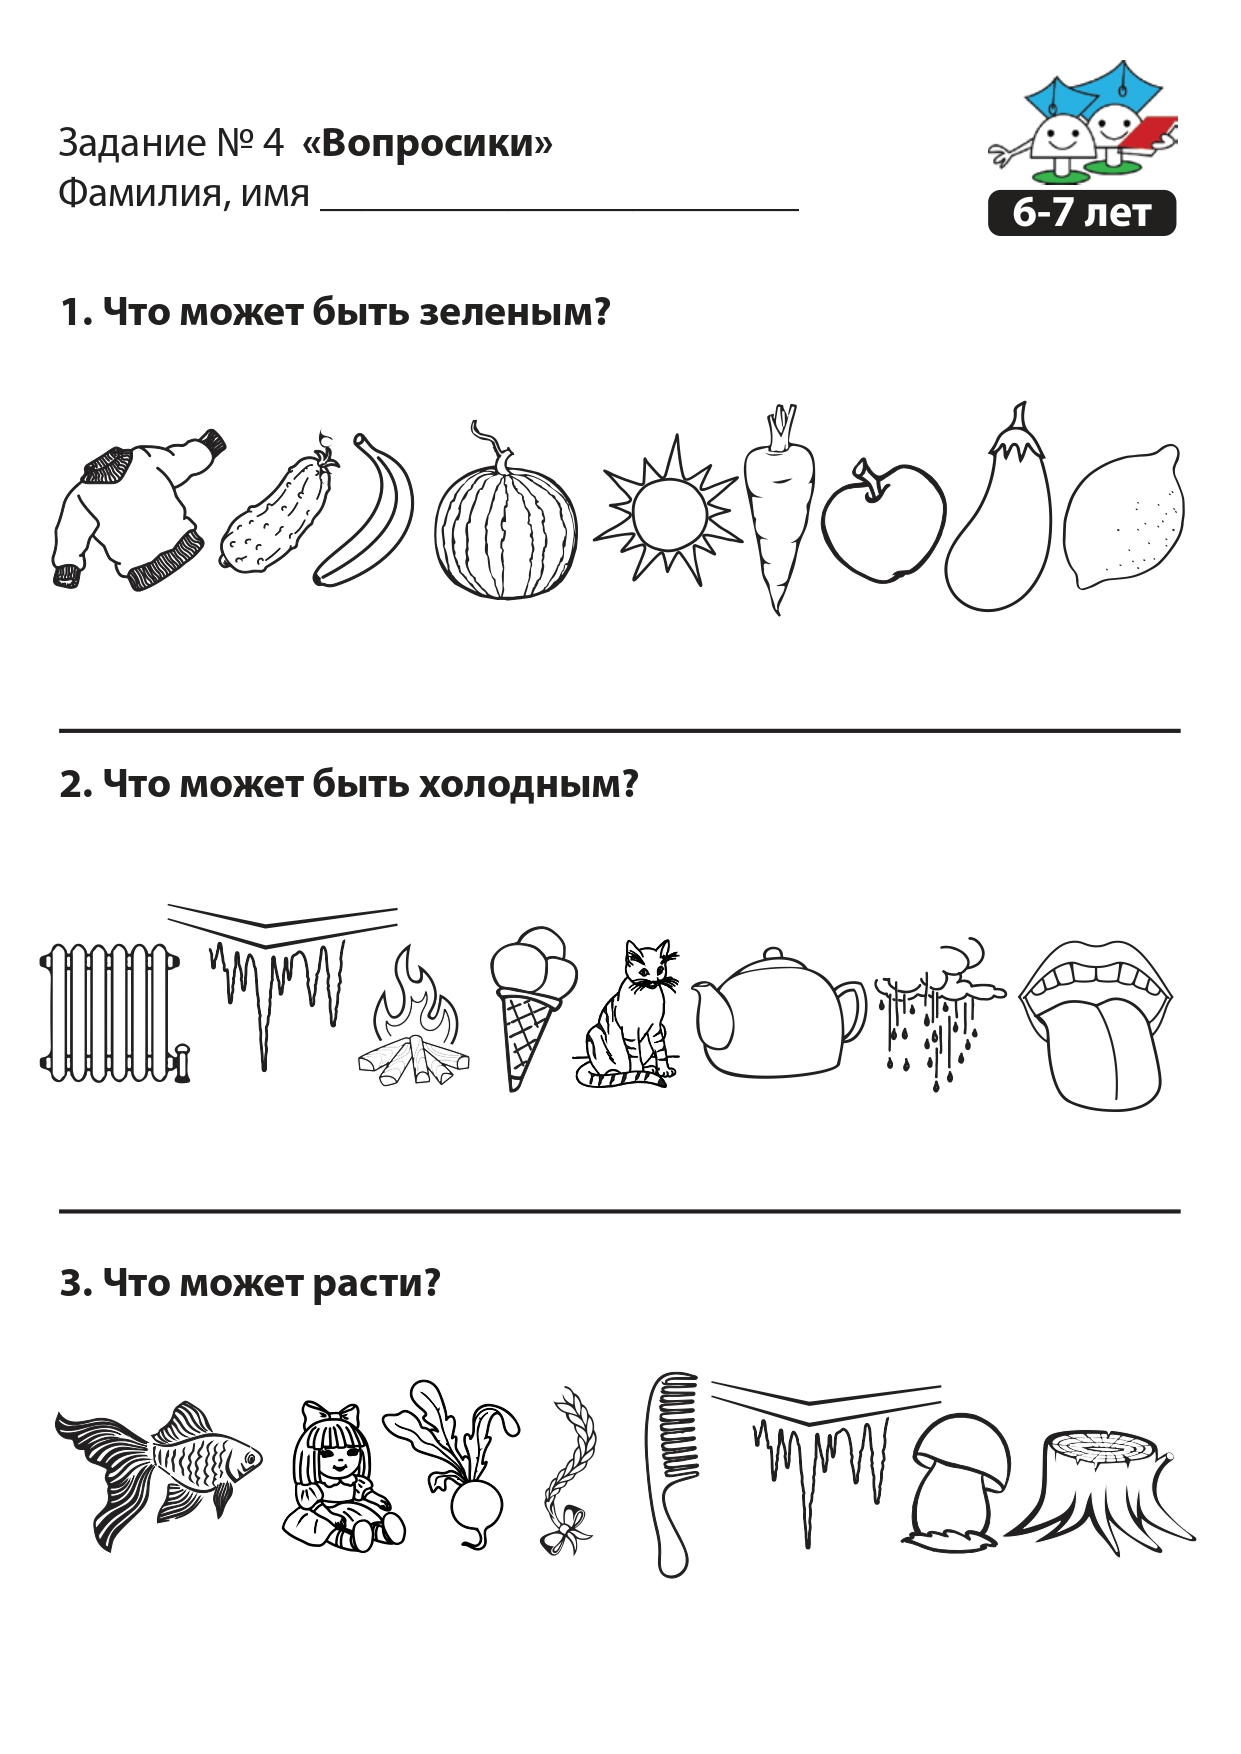 Задание № 4 «Вопросики»
Фамилия, имя ______________________
6-7 лет
1. Что может быть зеленым?
2. Что может быть холодным?
3. Что может расти?